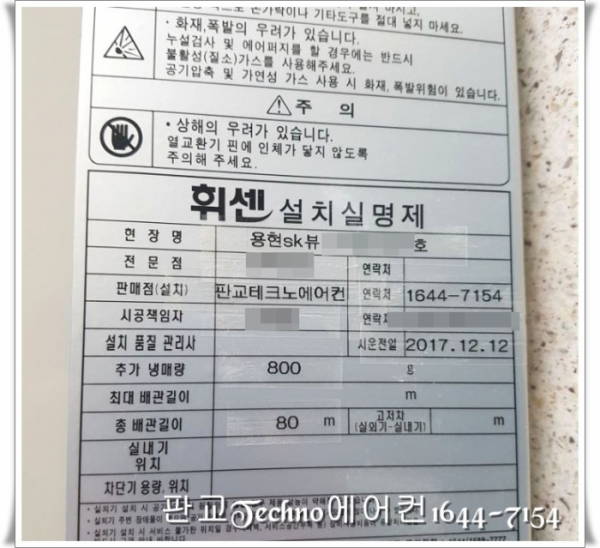 화재,폭발의 우려가 있습니다.
누설검사 및 에어퍼지를 할 경우에는 반드시
불활성(질소)가스를 사용해주세요.
공기압축 및 가연성 가스 사용 시 화재, 폭발위험이 있습니다.
주 의
상해의 우려가 있습니다.
열교환기 핀에 인체가 닿지 않도록
주의해 주세요.
휘센 설치실명제
현 장 명 용현sk뷰 호
전 문 점 연락처
판매점(설치) 판교테크노에어컨 연락처 1644-7154
시공책임자 연락
설치 품질 관리사 시운전일 2017.12.12
추가 냉매량 800 g
최대 배관길이 m
총 배관길이 80 m 고저차 (실외기-실내기) m
실내기
위치
차단기 용량, 위치
판교Techno에어컨 1644-7154